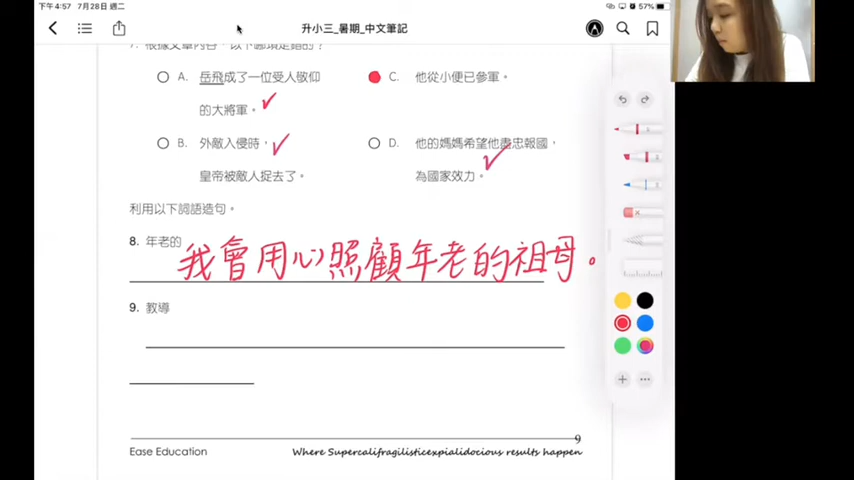 下午4:57 7月28日 週二
57%
升小三_暑期_中文筆記
7. 根據文章內容，以下哪項是錯的？
A. 岳飛成了一位受人敬仰
的大將軍。
C. 他從小便已參軍。
B. 外敵入侵時，
皇帝被敵人捉去了。
D. 他的媽媽希望他盡忠報國，
為國家效力。
利用以下詞語造句。
8. 年老的
我會用心照顧年老的祖母。
9. 教導
9
Ease Education
Where Supercalifragilisticexpialidocious results happen